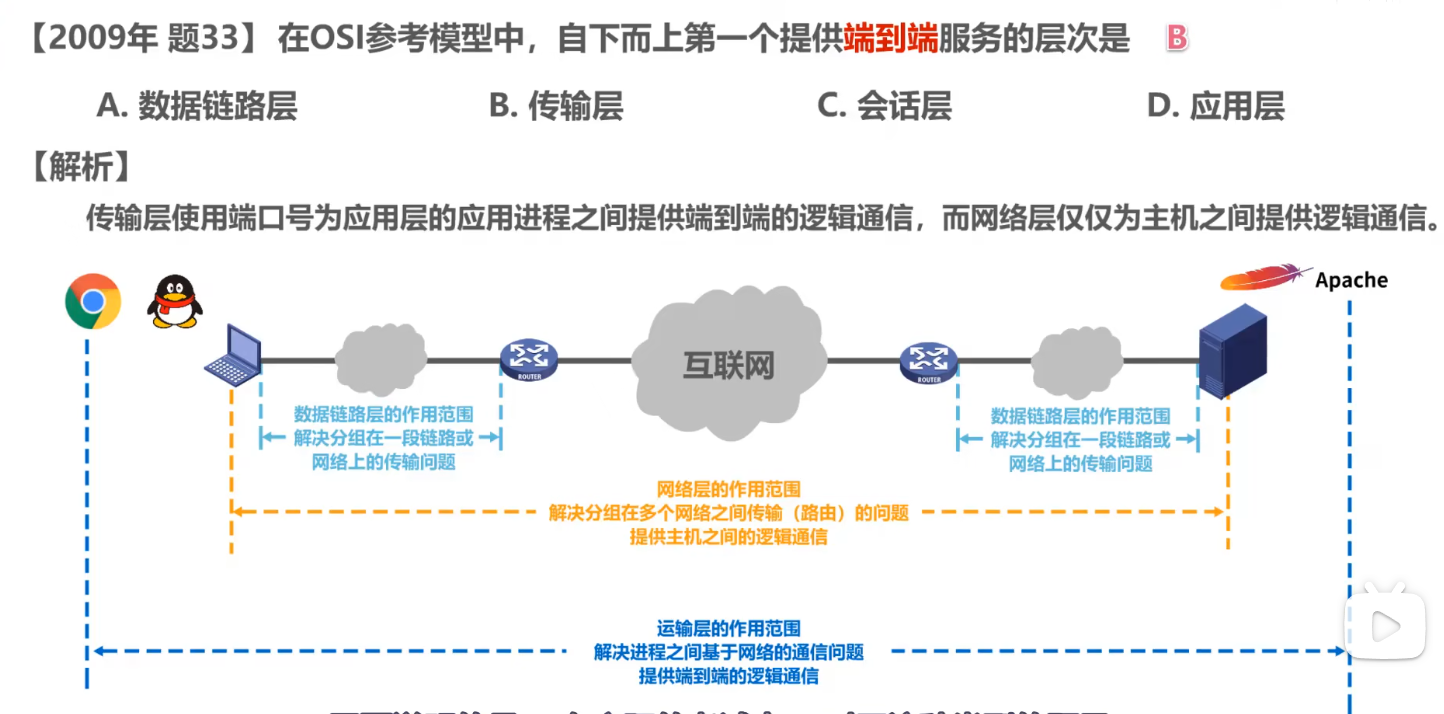 【2009年 题33】在OSI参考模型中，自下而上第一个提供端到端服务的层次是 B
A. 数据链路层 B. 传输层 C. 会话层 D. 应用层
【解析】
传输层使用端口号为应用层的应用进程之间提供端到端的逻辑通信，而网络层仅仅为主机之间提供逻辑通信。
Apache
互联网
ROUTER
ROUTER
数据链路层的作用范围
解决分组在一段链路或
网络上的传输问题
数据链路层的作用范围
解决分组在一段链路或
网络上的传输问题
网络层的作用范围
解决分组在多个网络之间传输（路由）的问题
提供主机之间的逻辑通信
运输层的作用范围
解决进程之间基于网络的通信问题
提供端到端的逻辑通信